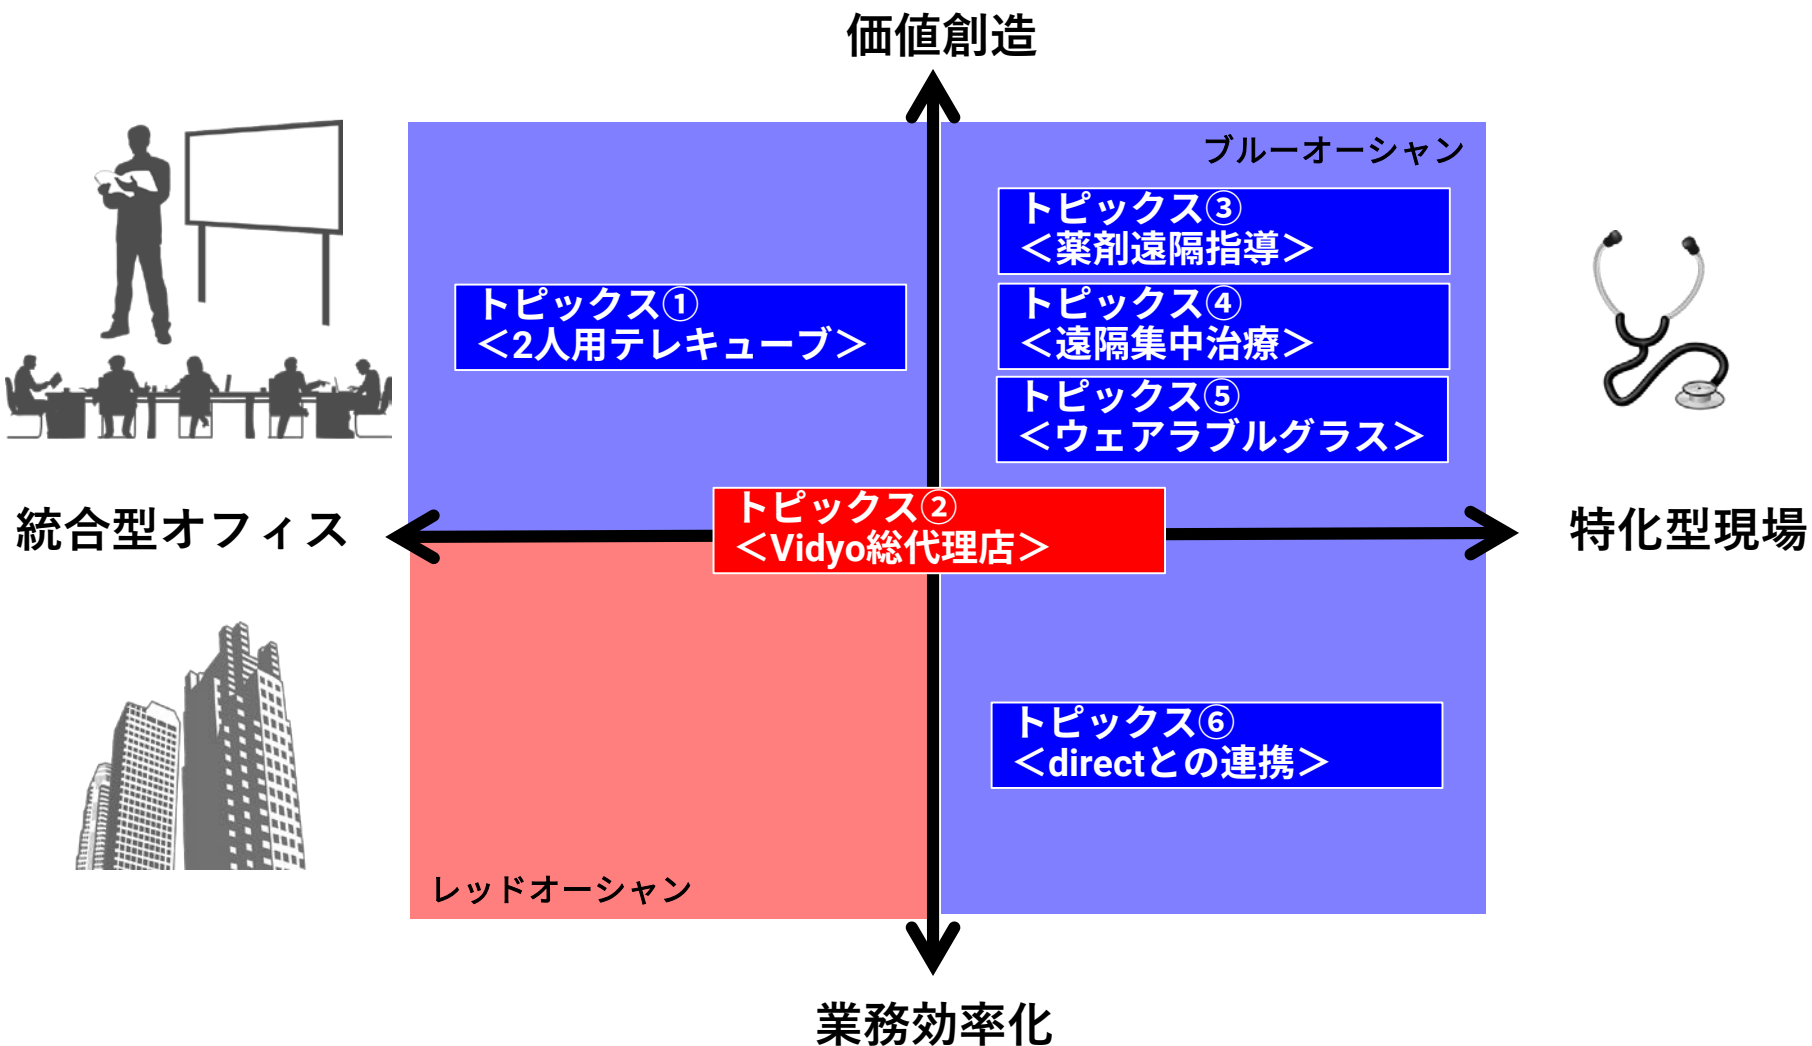 価値創造
ブルーオーシャン
トピックス③
＜薬剤遠隔指導＞
トピックス①
＜2人用テレキューブ＞
トピックス④
＜遠隔集中治療＞
トピックス⑤
＜ウェアラブルグラス＞
統合型オフィス
トピックス②
＜Vidyo総代理店＞
特化型現場
トピックス⑥
＜directとの連携＞
レッドオーシャン
業務効率化